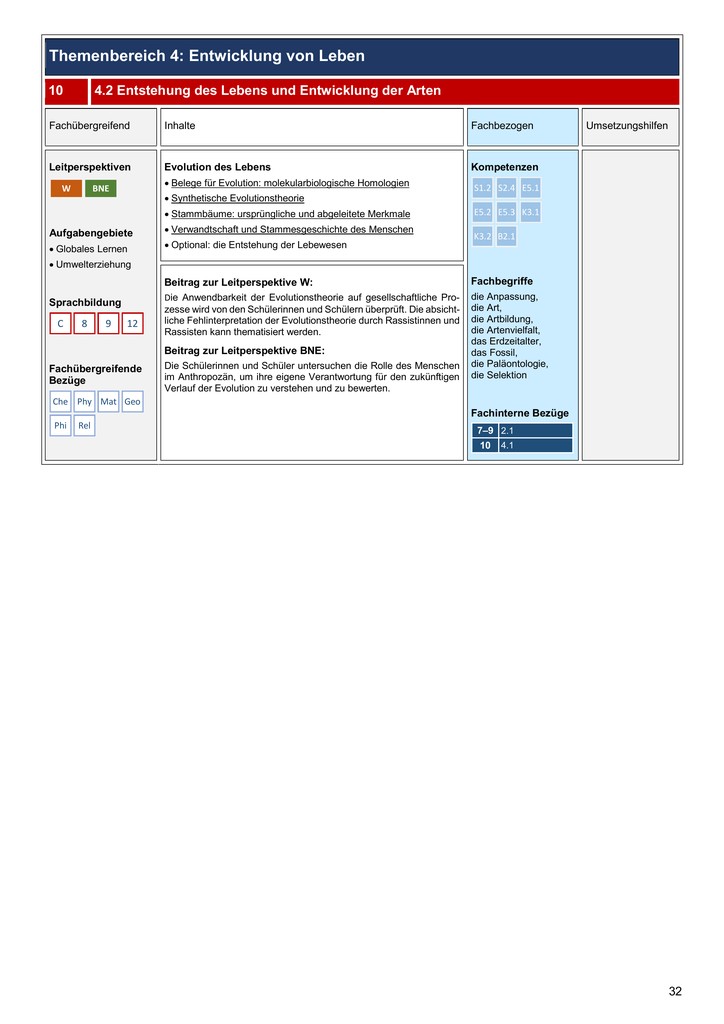 Themenbereich 4: Entwicklung von Leben
10 4.2 Entstehung des Lebens und Entwicklung der Arten
Fachübergreifend
Inhalte
Fachbezogen
Umsetzungshilfen
Leitperspektiven
W BNE
Aufgabengebiete
• Globales Lernen
• Umwelterziehung
Sprachbildung
C 8 9 12
Fachübergreifende
Bezüge
Che Phy Mat Geo
Phi Rel
Evolution des Lebens
• Belege für Evolution: molekularbiologische Homologien
• Synthetische Evolutionstheorie
• Stammbäume: ursprüngliche und abgeleitete Merkmale
• Verwandtschaft und Stammesgeschichte des Menschen
• Optional: die Entstehung der Lebewesen
Beitrag zur Leitperspektive W:
Die Anwendbarkeit der Evolutionstheorie auf gesellschaftliche Pro-
zesse wird von den Schülerinnen und Schülern überprüft. Die absicht-
liche Fehlinterpretation der Evolutionstheorie durch Rassistinnen und
Rassisten kann thematisiert werden.
Beitrag zur Leitperspektive BNE:
Die Schülerinnen und Schüler untersuchen die Rolle des Menschen
im Anthropozän, um ihre eigene Verantwortung für den zukünftigen
Verlauf der Evolution zu verstehen und zu bewerten.
Kompetenzen
S1.2 S2.4 E5.1
E5.2 E5.3 K3.1
K3.2 B2.1
Fachbegriffe
die Anpassung,
die Art,
die Artbildung,
die Artenvielfalt,
das Erdzeitalter,
das Fossil,
die Paläontologie,
die Selektion
Fachinterne Bezüge
7–9 2.1
10 4.1
32